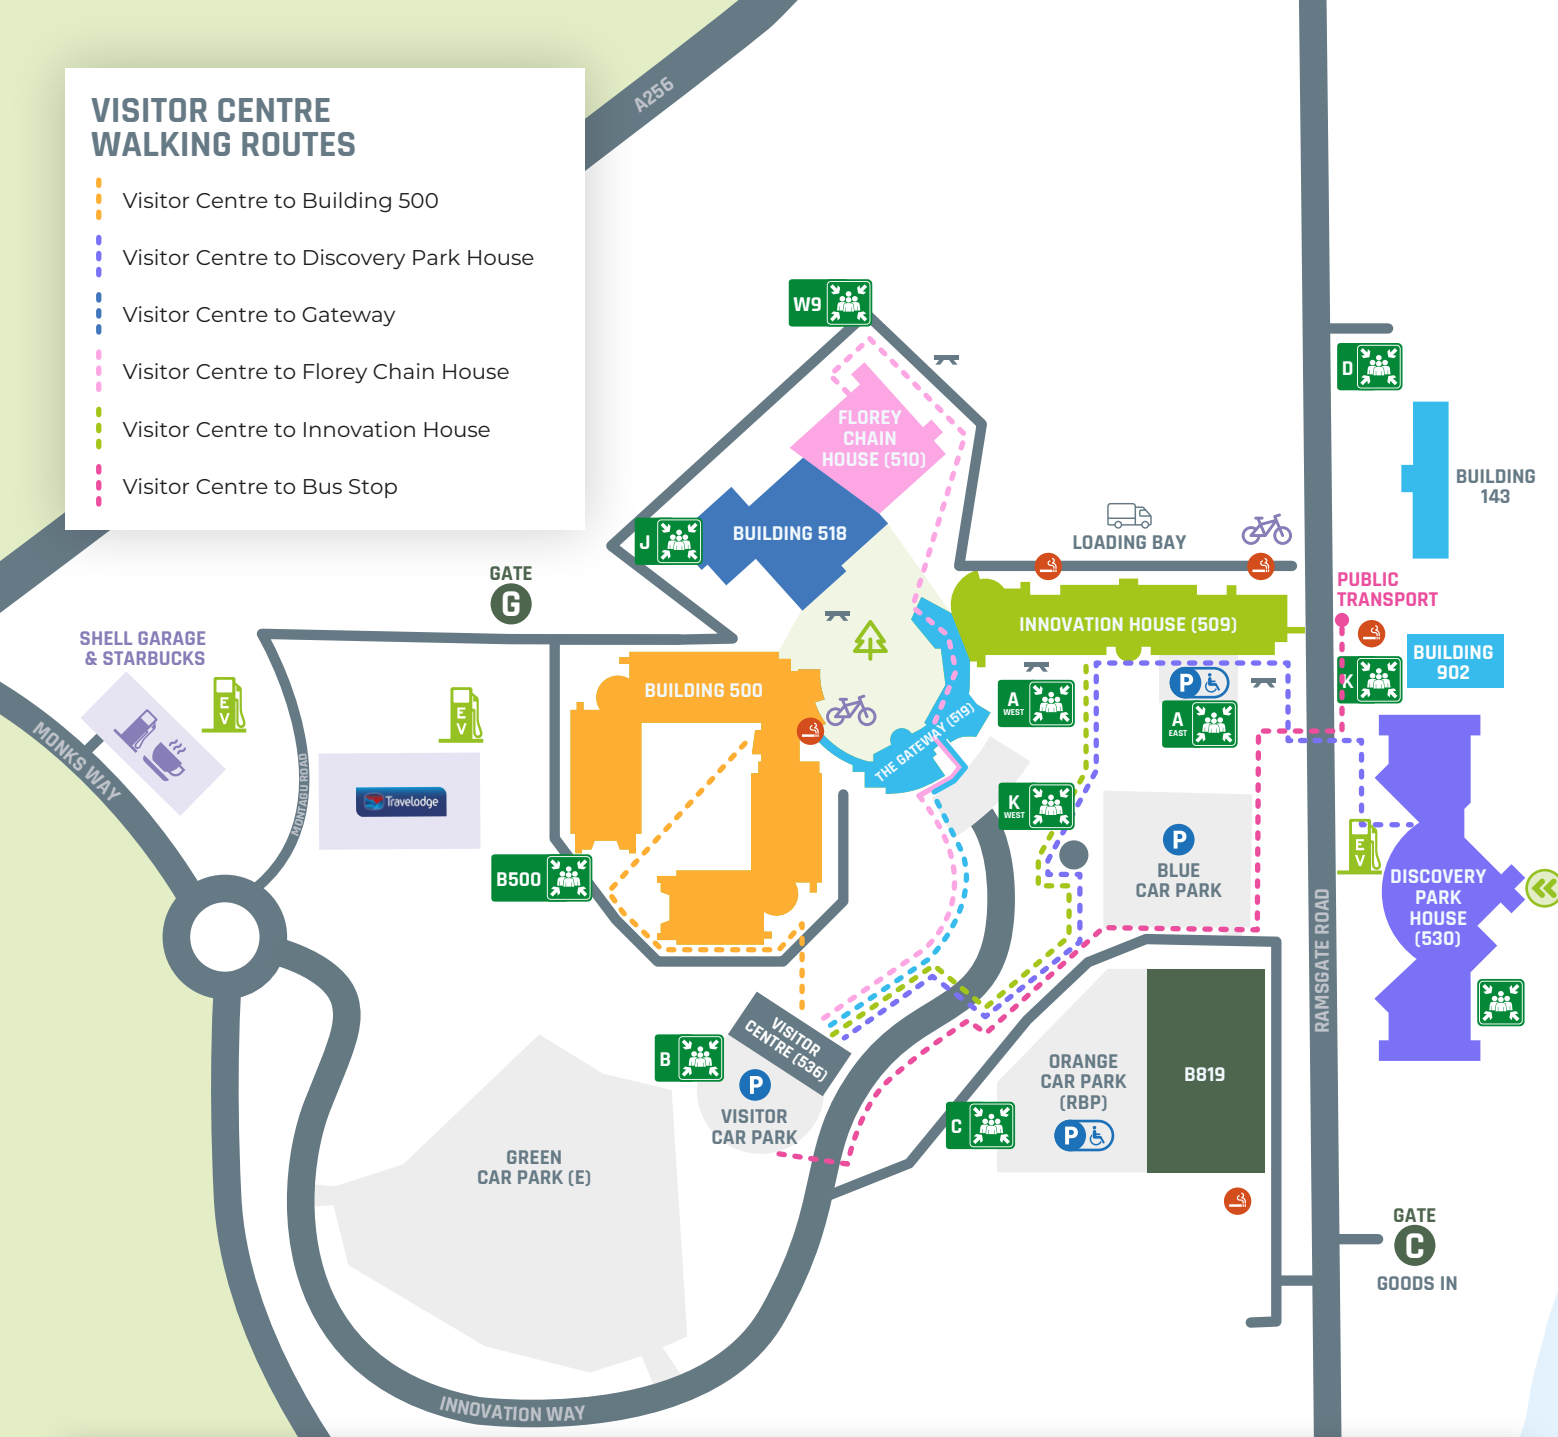 VISITOR CENTRE
WALKING ROUTES
Visitor Centre to Building 500
Visitor Centre to Discovery Park House
Visitor Centre to Gateway
Visitor Centre to Florey Chain House
Visitor Centre to Innovation House
Visitor Centre to Bus Stop
A256
W9
D
FLOREY
CHAIN
HOUSE (510)
BUILDING
143
J
BUILDING 518
LOADING BAY
GATE
G
PUBLIC
TRANSPORT
SHELL GARAGE
& STARBUCKS
INNOVATION HOUSE (509)
BUILDING
902
K
BUILDING 500
P
A
WEST
A
EAST
E
V
E
V
MONKS WAY
MONTAGU ROAD
THE GATEWAY (519)
Travelodge
K
WEST
P
BLUE
CAR PARK
E
V
B500
DISCOVERY
PARK
HOUSE
(530)
RAMSGATE ROAD
VISITOR
CENTRE (536)
B
P
VISITOR
CAR PARK
ORANGE
CAR PARK
(RBP)
P
B819
C
GREEN
CAR PARK (E)
GATE
C
GOODS IN
INNOVATION WAY